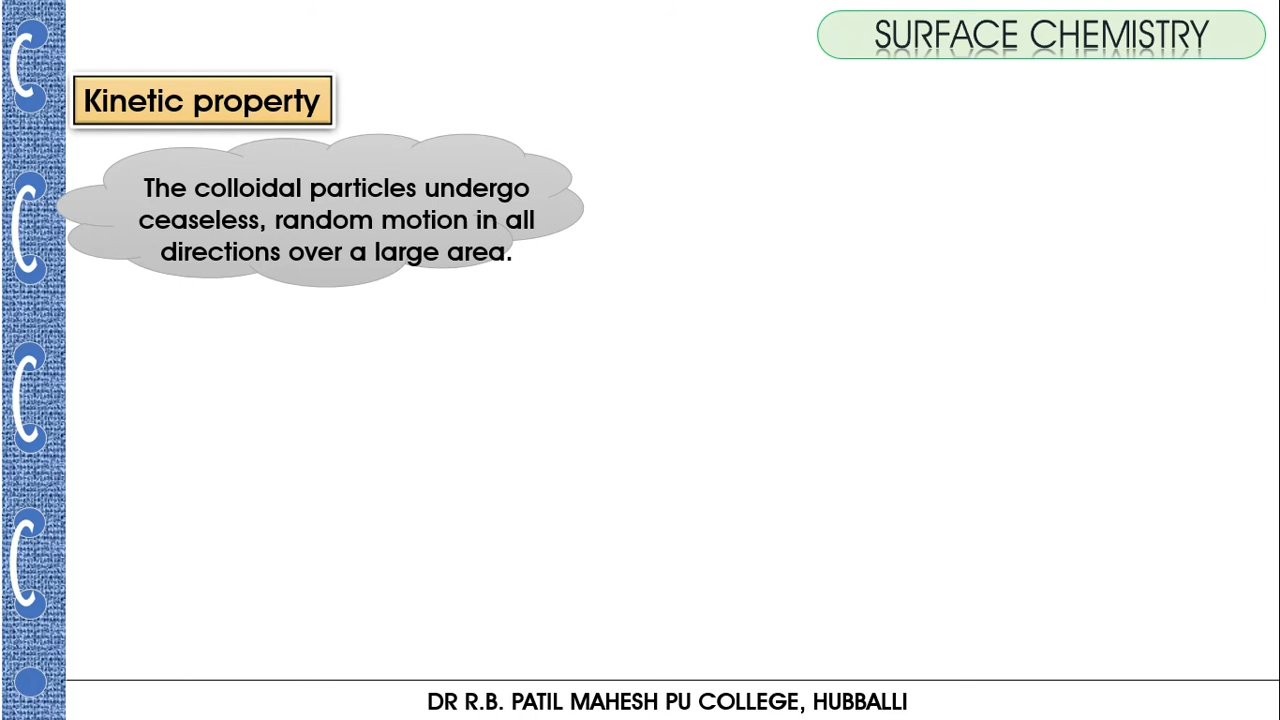 SURFACE CHEMISTRY
Kinetic property
The colloidal particles undergo
ceaseless, random motion in all
directions over a large area.
DR R.B. PATIL MAHESH PU COLLEGE, HUBBALLI